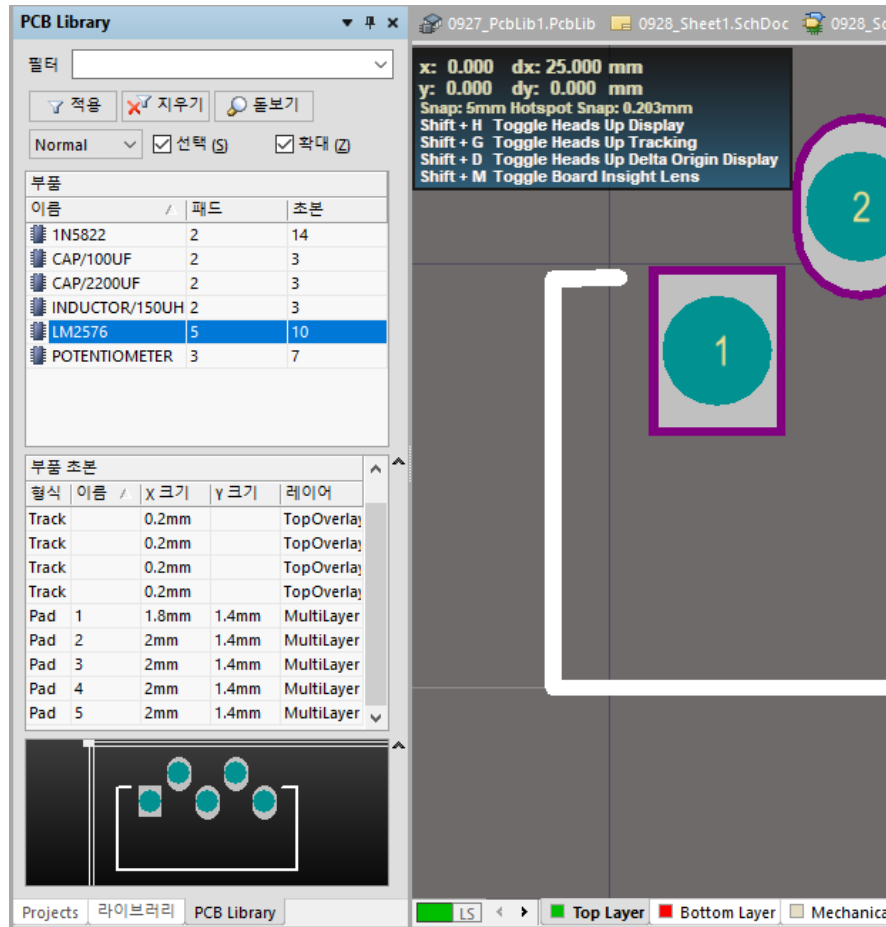 PCB Library
필터
적용 지우기 돋보기
Normal 선택 (S) 확대 (Z)
부품
이름 패드 초본
1N5822 2 14
CAP/100UF 2 3
CAP/2200UF 2 3
INDUCTOR/150UH 2 3
LM2576 5 10
POTENTIOMETER 3 7
부품 초본
형식 이름 X 크기 Y 크기 레이어
Track 0.2mm TopOverlay
Track 0.2mm TopOverlay
Track 0.2mm TopOverlay
Track 0.2mm TopOverlay
Pad 1 1.8mm 1.4mm MultiLayer
Pad 2 2mm 1.4mm MultiLayer
Pad 3 2mm 1.4mm MultiLayer
Pad 4 2mm 1.4mm MultiLayer
Pad 5 2mm 1.4mm MultiLayer
Projects 라이브러리 PCB Library
0927_PcbLib1.PcbLib 0928_Sheet1.SchDoc 0928_Sc
x: 0.000 dx: 25.000 mm
y: 0.000 dy: 0.000 mm
Snap: 5mm Hotspot Snap: 0.203mm
Shift + H Toggle Heads Up Display
Shift + G Toggle Heads Up Tracking
Shift + D Toggle Heads Up Delta Origin Display
Shift + M Toggle Board Insight Lens
2
1
LS Top Layer Bottom Layer Mechanica